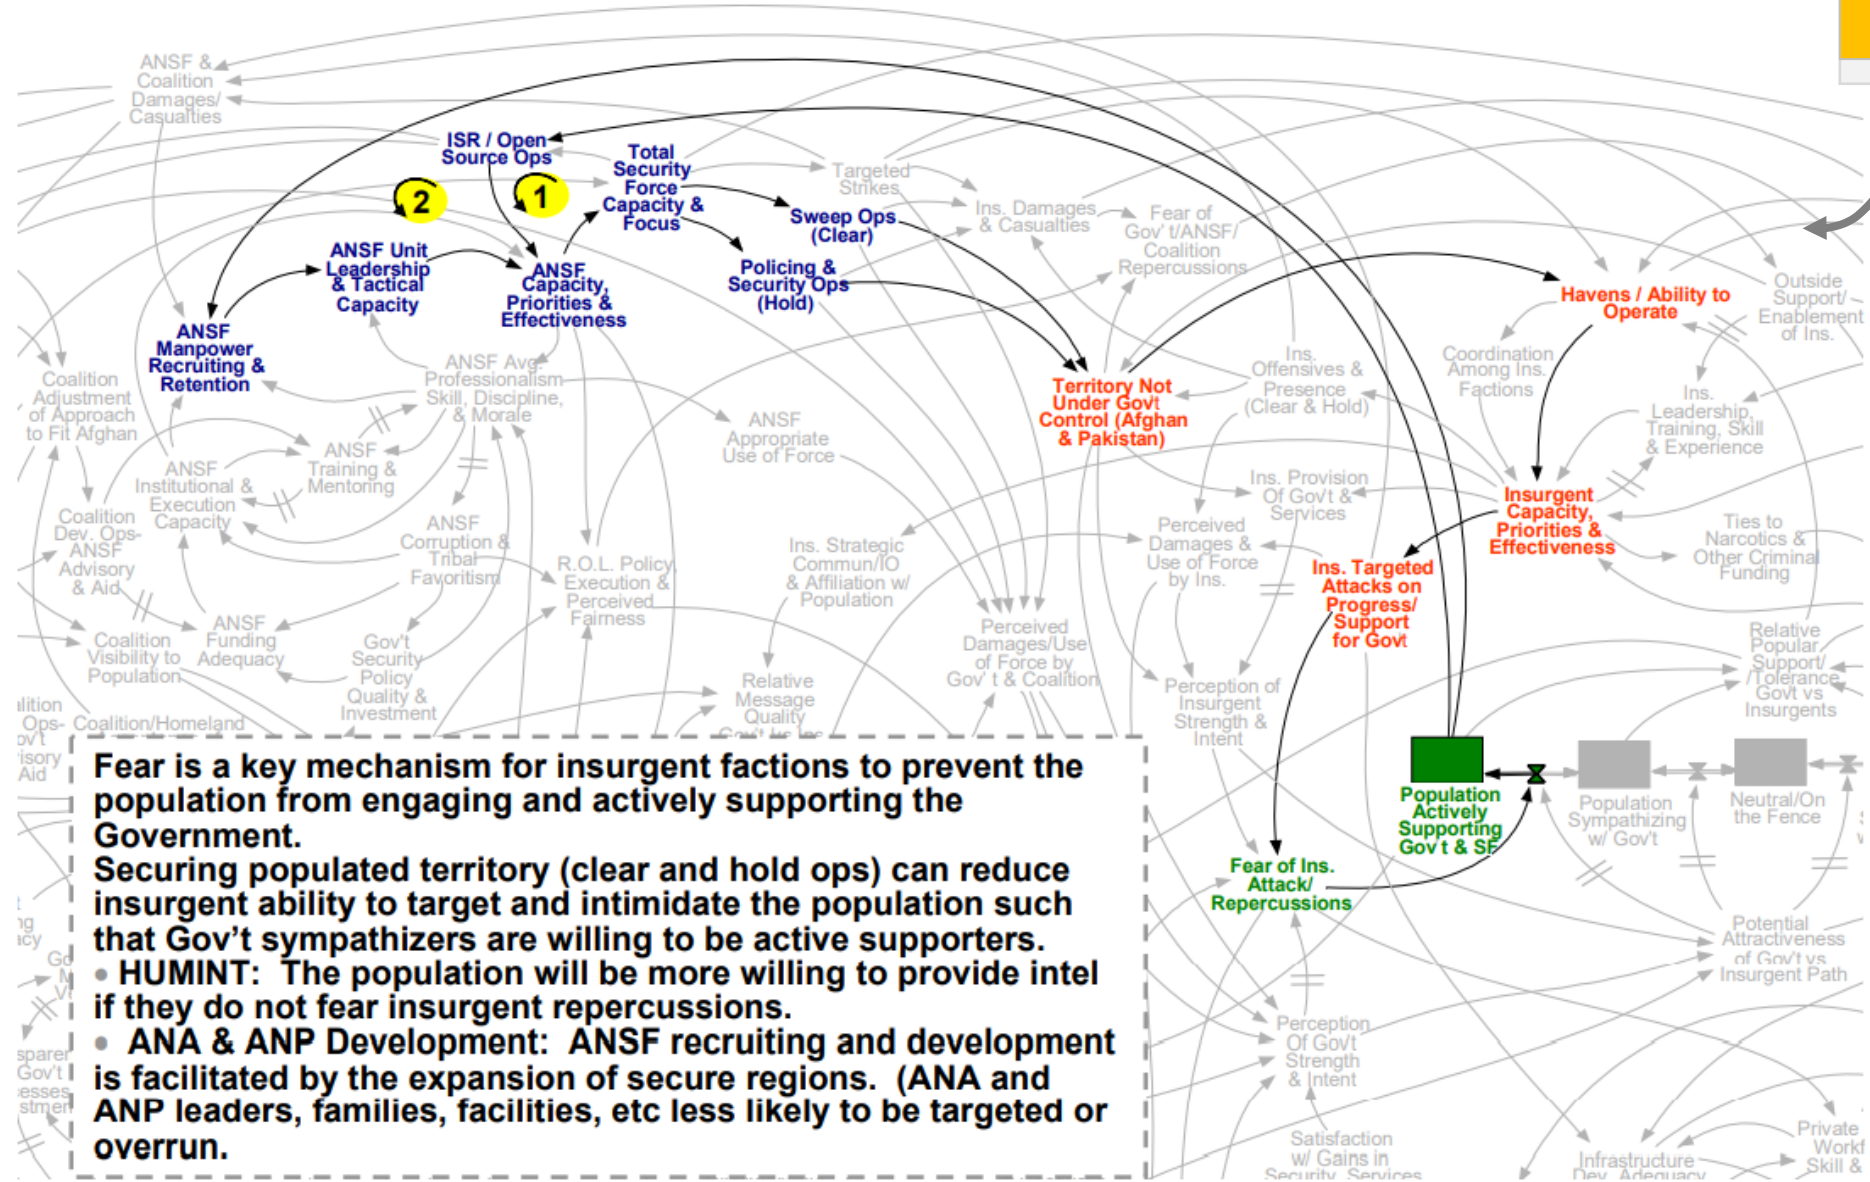 ANSF &
Coalition
Damages/
Casualties
ISR / Open
Source Ops
2
1
Total
Security
Force
Capacity &
Focus
Targeted
Strikes
Sweep Ops
(Clear)
Ins. Damages
& Casualties
Fear of
Gov' t/ANSF/
Coalition
Repercussions
ANSF Unit
Leadership
& Tactical
Capacity
ANSF
Capacity,
Priorities &
Effectiveness
Policing &
Security Ops
(Hold)
Havens / Ability to
Operate
Outside
Support/
Enablement
of Ins.
ANSF
Manpower
Recruiting &
Retention
Coalition
Adjustment
of Approach
to Fit Afghan
ANSF Avg.
Professionalism
Skill, Discipline,
& Morale
ANSF
Appropriate
Use of Force
Territory Not
Under Gov't
Control (Afghan
& Pakistan)
Ins.
Offensives &
Presence
(Clear & Hold)
Coordination
Among Ins.
Factions
Ins.
Leadership,
Training, Skill
& Experience
ANSF
Training &
Mentoring
ANSF
Institutional &
Execution
Capacity
Coalition
Dev. Ops-
ANSF
Advisory
& Aid
ANSF
Corruption &
Tribal
Favoritism
R.O.L. Policy,
Execution &
Perceived
Fairness
Ins. Strategic
Commun/IO
& Affiliation w/
Population
Ins. Provision
Of Gov't &
Services
Perceived
Damages &
Use of Force
by Ins.
Insurgent
Capacity,
Priorities &
Effectiveness
Ties to
Narcotics &
Other Criminal
Funding
Ins. Targeted
Attacks on
Progress/
Support
for Gov't
Coalition
Visibility to
Population
ANSF
Funding
Adequacy
Gov't
Security
Policy
Quality &
Investment
Perceived
Damages/Use
of Force by
Gov' t & Coalition
Relative
Message
Quality
Gov't vs Ins
Perception of
Insurgent
Strength &
Intent
Relative
Popular
Support/
/Tolerance
Gov't vs
Insurgents
Coalition/Homeland
Ops-
Aid
Population
Actively
Supporting
Gov't & SF
Population
Sympathizing
w/ Gov't
Neutral/On
the Fence
Fear of Ins.
Attack/
Repercussions
Fear is a key mechanism for insurgent factions to prevent the
population from engaging and actively supporting the
Government.
Securing populated territory (clear and hold ops) can reduce
insurgent ability to target and intimidate the population such
that Gov't sympathizers are willing to be active supporters.
• HUMINT: The population will be more willing to provide intel
if they do not fear insurgent repercussions.
• ANA & ANP Development: ANSF recruiting and development
is facilitated by the expansion of secure regions. (ANA and
ANP leaders, families, facilities, etc less likely to be targeted or
overrun.
Potential
Attractiveness
of Gov't vs
Insurgent Path
Perception
Of Gov't
Strength
& Intent
Satisfaction
w/ Gains in
Security, Services
Infrastructure
Dev. Adequacy
Private
Skill &